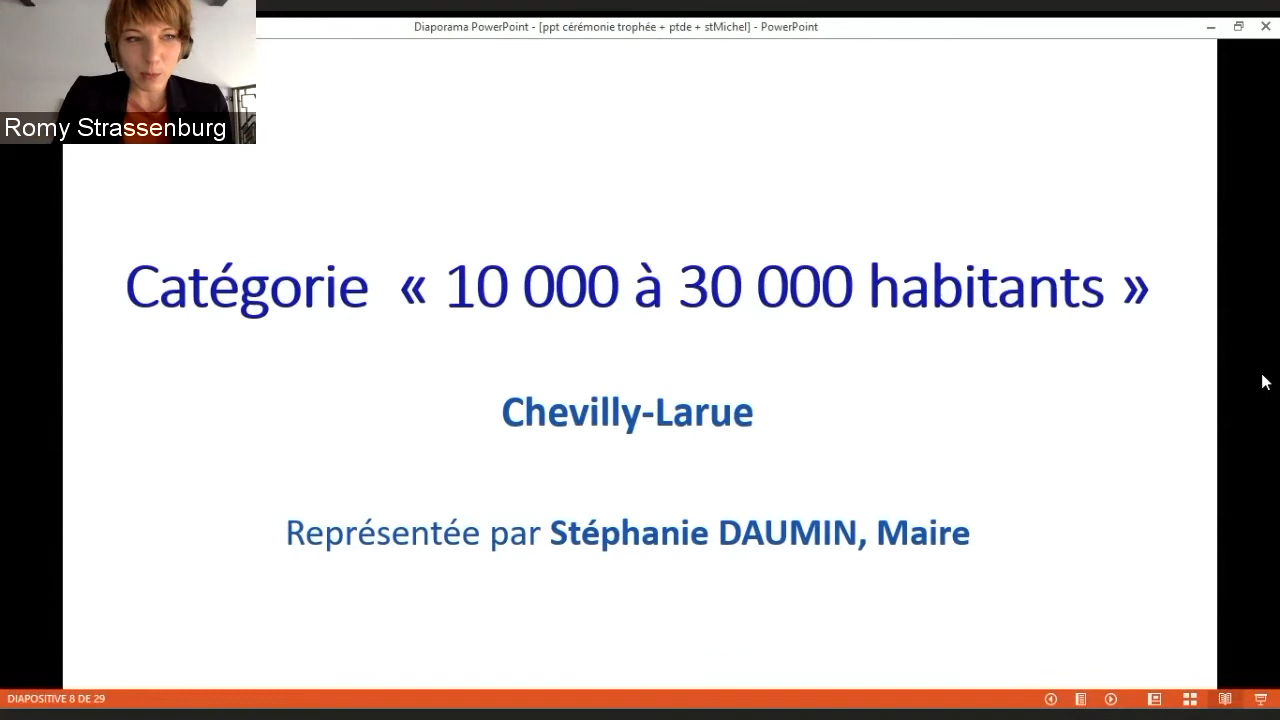 Diaporama PowerPoint - [ppt cérémonie trophée + ptde + stMichel] - PowerPoint
Romy Strassenburg
Catégorie « 10 000 à 30 000 habitants »
Chevilly-Larue
Représentée par Stéphanie DAUMIN, Maire
DIAPOSITIVE 8 DE 29